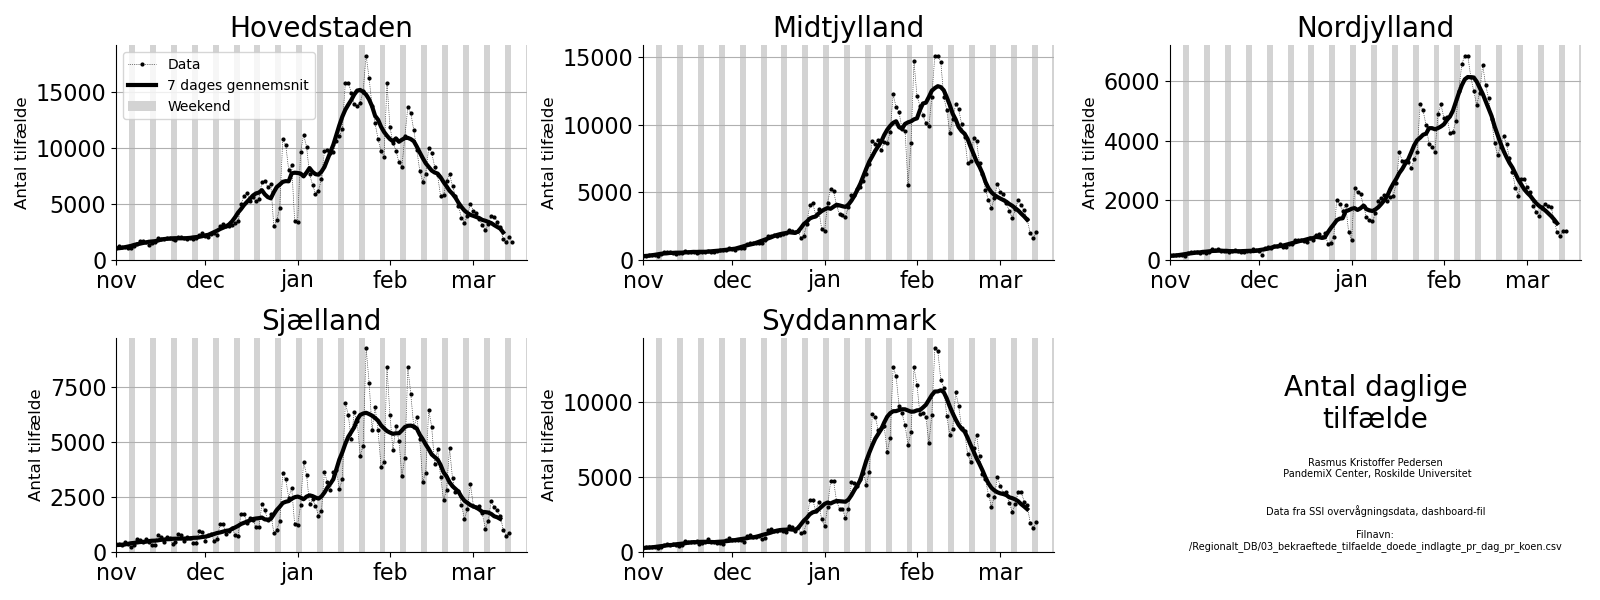 Hovedstaden
Antal tilfælde
15000
10000
5000
0
Data
7 dages gennemsnit
Weekend
nov dec jan feb mar
Midtjylland
Antal tilfælde
15000
10000
5000
0
nov dec jan feb mar
Nordjylland
Antal tilfælde
6000
4000
2000
0
nov dec jan feb mar
Sjælland
Antal tilfælde
7500
5000
2500
0
nov dec jan feb mar
Syddanmark
Antal tilfælde
10000
5000
0
nov dec jan feb mar
Antal daglige
tilfælde
Rasmus Kristoffer Pedersen
PandemiX Center, Roskilde Universitet
Data fra SSI overvågningsdata, dashboard-fil
Filnavn:
/Regionalt_DB/03_bekraeftede_tilfaelde_doede_indlagte_pr_dag_pr_koen.csv